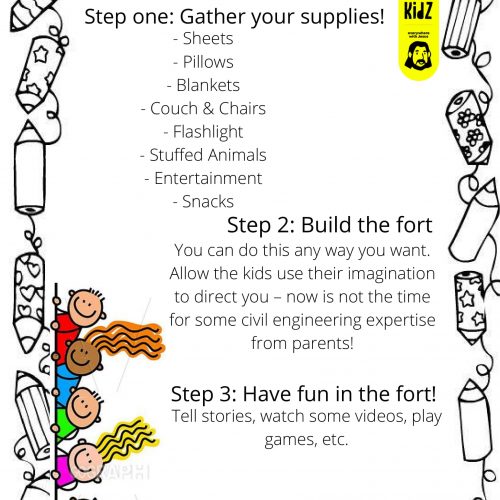 Step one: Gather your supplies!
KiDZ
everywhere
with Jesus
- Sheets
- Pillows
- Blankets
- Couch & Chairs
- Flashlight
- Stuffed Animals
- Entertainment
- Snacks
Step 2: Build the fort
You can do this any way you want.
Allow the kids use their imagination
to direct you – now is not the time
for some civil engineering expertise
from parents!
Step 3: Have fun in the fort!
Tell stories, watch some videos, play
games, etc.